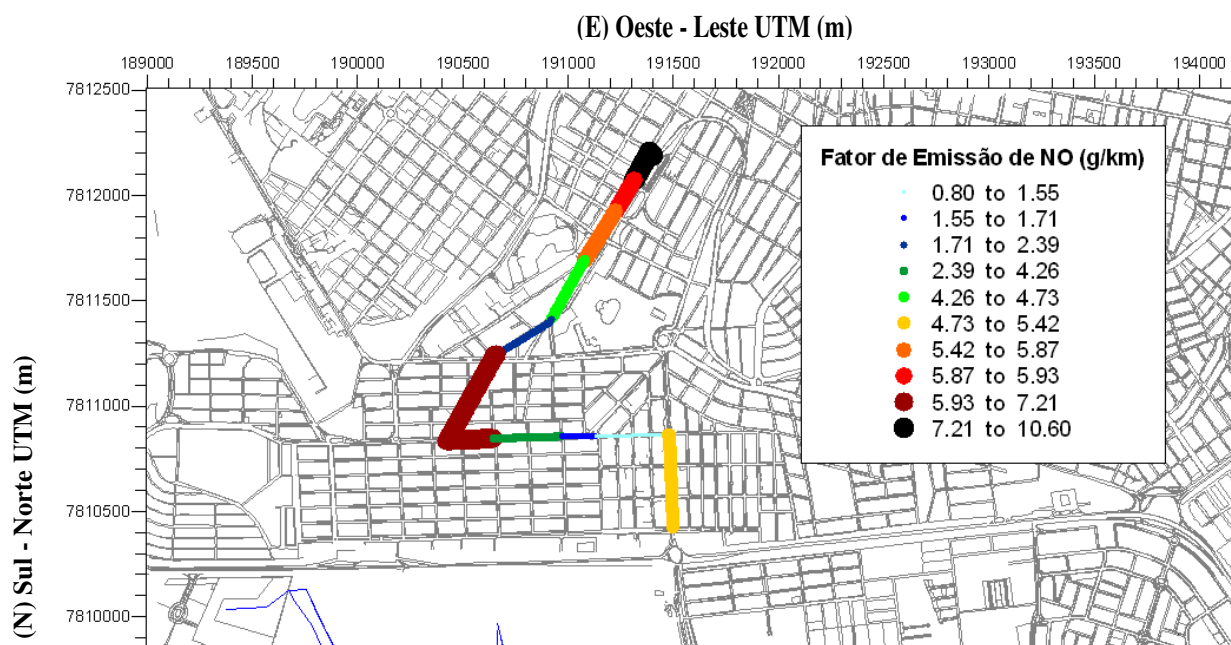 (E) Oeste - Leste UTM (m)
189000 189500 190000 190500 191000 191500 192000 192500 193000 193500 194000
7812500
7812000
7811500
7811000
7810500
7810000
(N) Sul - Norte UTM (m)
Fator de Emissão de NO (g/km)
0.80 to 1.55
1.55 to 1.71
1.71 to 2.39
2.39 to 4.26
4.26 to 4.73
4.73 to 5.42
5.42 to 5.87
5.87 to 5.93
5.93 to 7.21
7.21 to 10.60